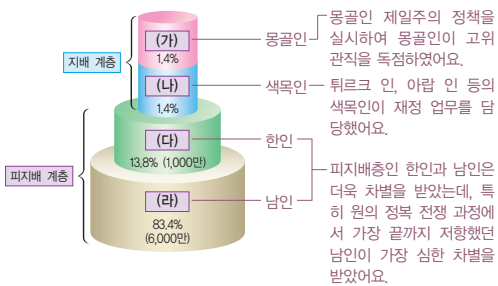 지배 계층
피지배 계층
(가)
1.4%
(나)
1.4%
(다)
13.8% (1,000만)
(라)
83.4%
(6,000만)
몽골인
몽골인 제일주의 정책을
실시하여 몽골인이 고위
관직을 독점하였어요.
색목인
튀르크 인, 아랍 인 등의
색목인이 재정 업무를 담
당했어요.
한인
남인
피지배층인 한인과 남인은
더욱 차별을 받았는데, 특
히 원의 정복 전쟁 과정에
서 가장 끝까지 저항했던
남인이 가장 심한 차별을
받았어요.